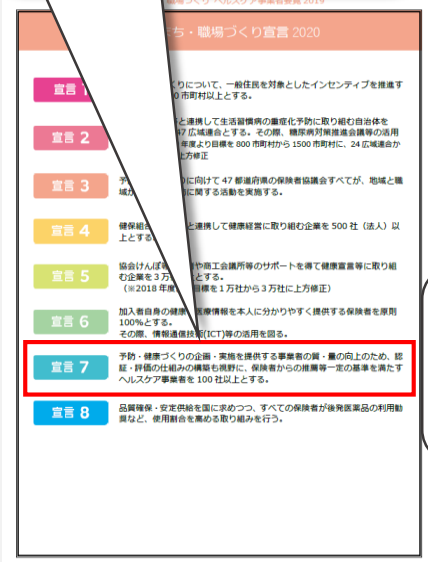 職場づくり ヘルスケア事業者要覧 2019
ち・職場づくり宣言 2020
宣言 1
くりについて、一般住民を対象としたインセンティブを推進す
0 市町村以上とする。
宣言 2
と連携して生活習慣病の重症化予防に取り組む自治体を
47 広域連合とする。その際、糖尿病対策推進会議等の活用
年度より目標を 800 市町村から 1500 市町村に、24 広域連合か
上方修正
宣言 3
予
に向けて 47 都道府県の保険者協議会すべてが、地域と職
域が
に関する活動を実施する。
宣言 4
健保組合
と連携して健康経営に取り組む企業を 500 社（法人）以
上とする
宣言 5
協会けんぽ等
や商工会議所等のサポートを得て健康宣言等に取り組
む企業を３万
とする。
（※2018 年度
目標を１万社から３万社に上方修正）
宣言 6
加入者自身の健康
医療情報を本人に分かりやすく提供する保険者を原則
100%とする。
その際、情報通信技術(ICT)等の活用を図る。
宣言 7
予防・健康づくりの企画・実施を提供する事業者の質・量の向上のため、認
証・評価の仕組みの構築も視野に、保険者からの推薦等一定の基準を満たす
ヘルスケア事業者を 100 社以上とする。
宣言 8
品質確保・安定供給を国に求めつつ、すべての保険者が後発医薬品の利用勧
奨など、使用割合を高める取り組みを行う。